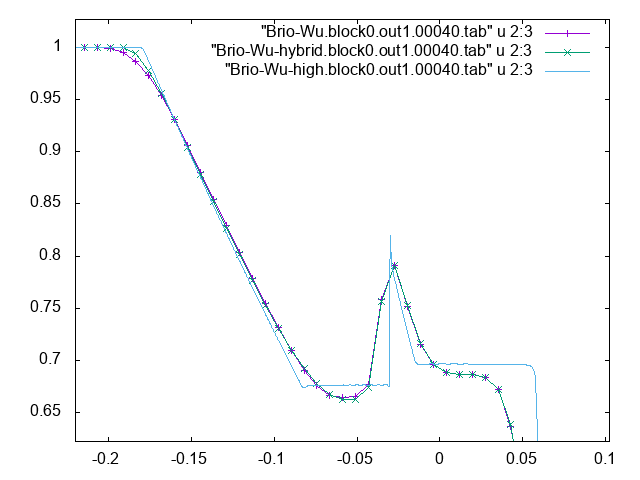 "Brio-Wu.block0.out1.00040.tab" u 2:3
"Brio-Wu-hybrid.block0.out1.00040.tab" u 2:3
"Brio-Wu-high.block0.out1.00040.tab" u 2:3
1
0.95
0.9
0.85
0.8
0.75
0.7
0.65
-0.2 -0.15 -0.1 -0.05 0 0.05 0.1